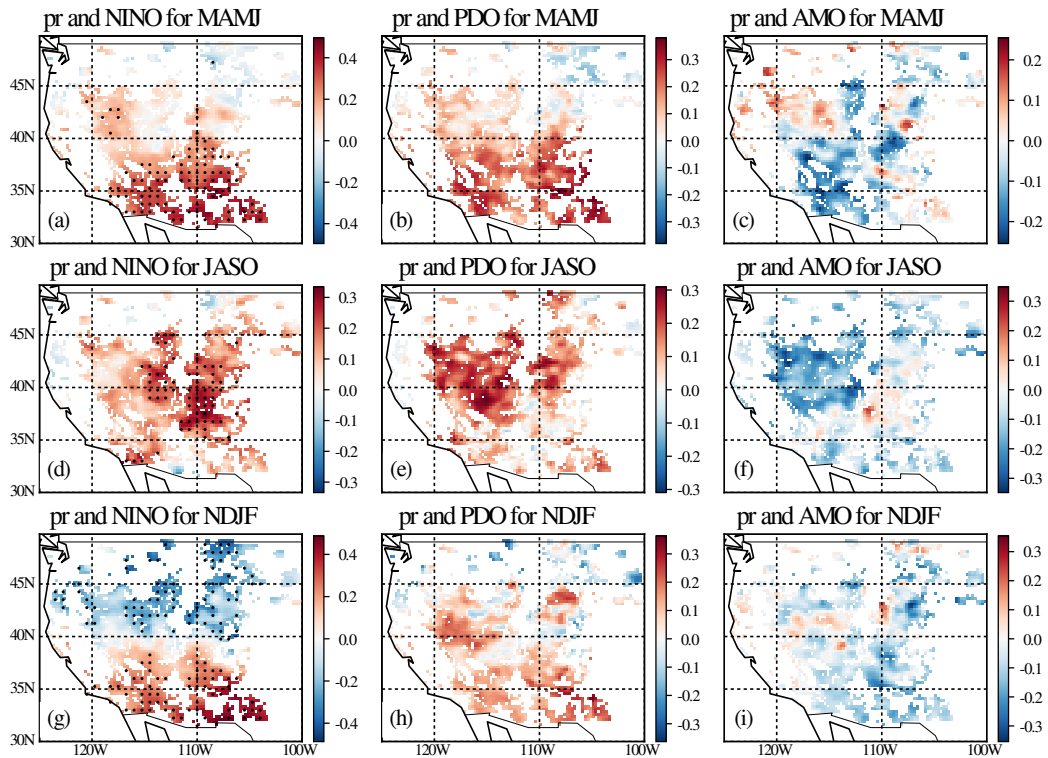 pr and NINO for MAMJ
pr and PDO for MAMJ
pr and AMO for MAMJ
45N
40N
35N
30N
(a)
0.4
0.2
0.0
-0.2
-0.4
(b)
0.3
0.2
0.1
0.0
-0.1
-0.2
-0.3
(c)
0.2
0.1
0.0
-0.1
-0.2
pr and NINO for JASO
pr and PDO for JASO
pr and AMO for JASO
45N
40N
35N
30N
(d)
0.3
0.2
0.1
0.0
-0.1
-0.2
-0.3
(e)
0.3
0.2
0.1
0.0
-0.1
-0.2
-0.3
(f)
0.3
0.2
0.1
0.0
-0.1
-0.2
-0.3
pr and NINO for NDJF
pr and PDO for NDJF
pr and AMO for NDJF
45N
40N
35N
30N
(g)
120W
110W
100W
0.4
0.2
0.0
-0.2
-0.4
(h)
120W
110W
100W
0.3
0.2
0.1
0.0
-0.1
-0.2
-0.3
(i)
120W
110W
100W
0.3
0.2
0.1
0.0
-0.1
-0.2
-0.3